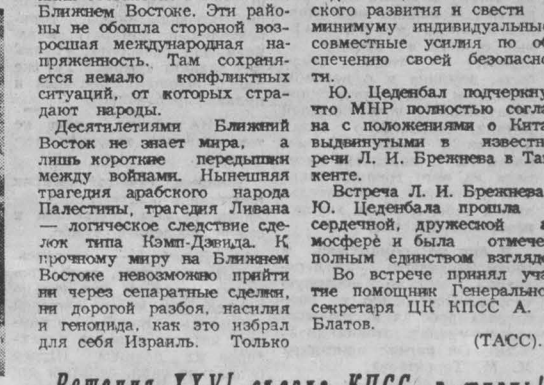 Ближнем Востоке. Эти райо-
ны не обошла стороной воз-
росшая международная на-
пряженность. Там сохраня-
ется немало конфликтных
ситуаций, от которых стра-
дают народы.
Десятилетиями Ближний
Восток не знает мира, а
лишь короткие передышки
между войнами. Нынешняя
трагедия арабского народа
Палестины, трагедия Ливана
— логическое следствие сде-
лок типа Кэмп-Дэвида. К
прочному миру на Ближнем
Востоке невозможно прийти
ни через сепаратные сделки,
ни дорогой разбоя, насилия
и геноцида, как это избрал
для себя Израиль. Только
ского развития и свести
минимуму индивидуальные
совместные усилия по об
спечению своей безопасно
ти.
Ю. Цеденбал подчеркну
что МНР полностью согла
на с положениями о Кита
выдвинутыми в известн
речи Л. И. Брежнева в Таш
кенте.
Встреча Л. И. Брежнева
Ю. Цеденбала прошла
сердечной, дружеской а
мосфере и была отмече
полным единством взглядо
Во встрече принял уча
тие помощник Генерально
секретаря ЦК КПСС А.
Блатов.
(ТАСС).
XXVI съезда КПСС